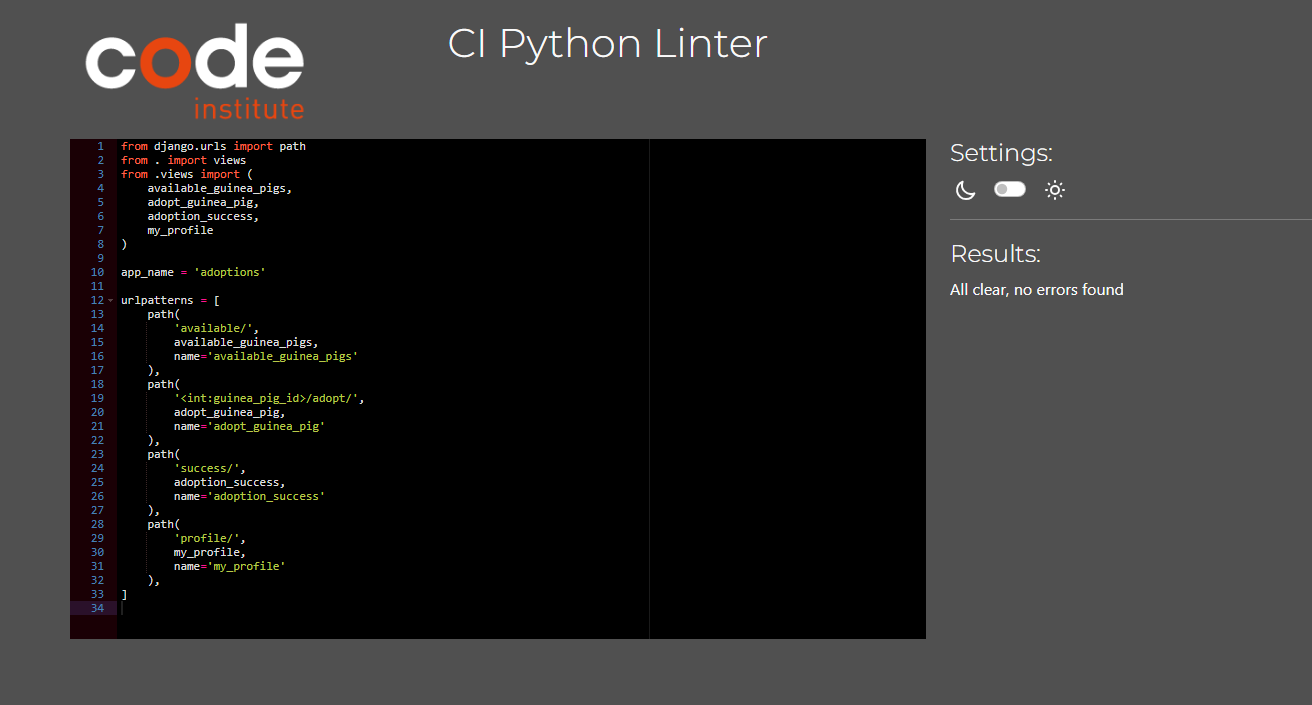 code
institute
CI Python Linter
1 from django.urls import path
2 from . import views
3 from .views import (
4     available_guinea_pigs,
5     adopt_guinea_pig,
6     adoption_success,
7     my_profile
8 )
9
10 app_name = 'adoptions'
11
12 urlpatterns = [
13     path(
14         'available/',
15         available_guinea_pigs,
16         name='available_guinea_pigs'
17     ),
18     path(
19         '<int:guinea_pig_id>/adopt/',
20         adopt_guinea_pig,
21         name='adopt_guinea_pig'
22     ),
23     path(
24         'success/',
25         adoption_success,
26         name='adoption_success'
27     ),
28     path(
29         'profile/',
30         my_profile,
31         name='my_profile'
32     ),
33 ]
34
Settings:
Results:
All clear, no errors found